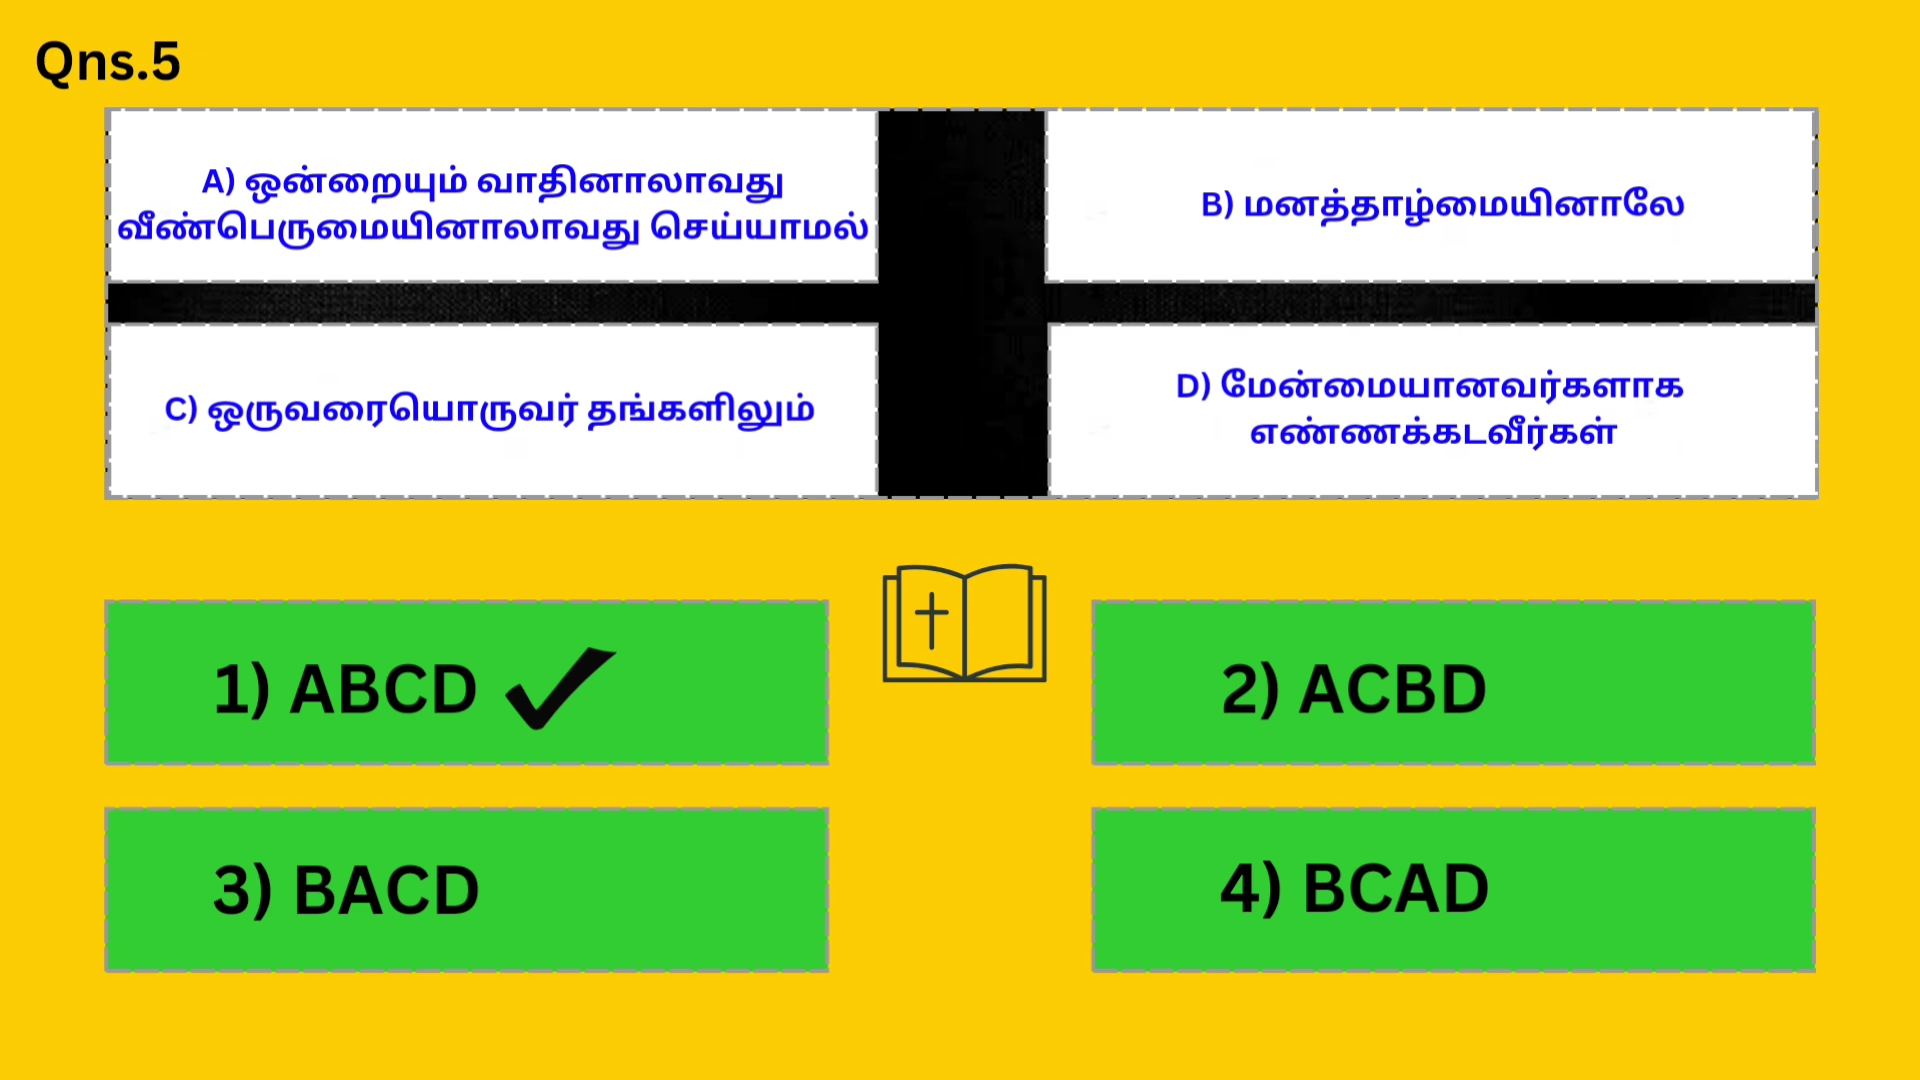 Qns.5
A) ஒன்றையும் வாதினாலாவது
வீண்பெருமையினாலாவது செய்யாமல்
B) மனத்தாழ்மையினாலே
C) ஒருவரையொருவர் தங்களிலும்
D) மேன்மையானவர்களாக
எண்ணக்கடவீர்கள்
1) ABCD
2) ACBD
3) BACD
4) BCAD